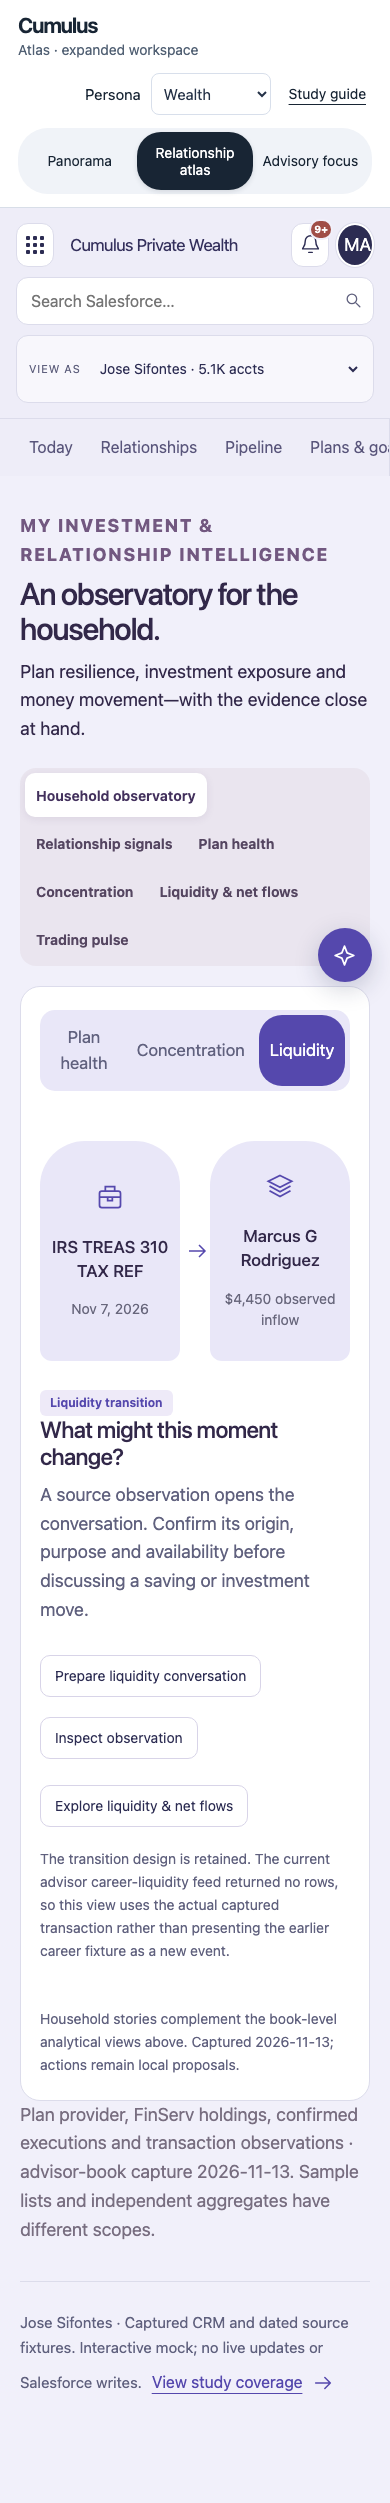 Cumulus
Atlas · expanded workspace
Persona
Wealth
Study guide
Panorama
Relationship
atlas
Advisory focus
Cumulus Private Wealth
9+
MA
Search Salesforce...
VIEW AS
Jose Sifontes · 5.1K accts
Today
Relationships
Pipeline
Plans & goa
MY INVESTMENT &
RELATIONSHIP INTELLIGENCE
An observatory for the
household.
Plan resilience, investment exposure and
money movement—with the evidence close
at hand.
Household observatory
Relationship signals
Plan health
Concentration
Liquidity & net flows
Trading pulse
Plan
health
Concentration
Liquidity
IRS TREAS 310
TAX REF
Nov 7, 2026
Marcus G
Rodriguez
$4,450 observed
inflow
Liquidity transition
What might this moment
change?
A source observation opens the
conversation. Confirm its origin,
purpose and availability before
discussing a saving or investment
move.
Prepare liquidity conversation
Inspect observation
Explore liquidity & net flows
The transition design is retained. The current
advisor career-liquidity feed returned no rows,
so this view uses the actual captured
transaction rather than presenting the earlier
career fixture as a new event.
Household stories complement the book-level
analytical views above. Captured 2026-11-13;
actions remain local proposals.
Plan provider, FinServ holdings, confirmed
executions and transaction observations ·
advisor-book capture 2026-11-13. Sample
lists and independent aggregates have
different scopes.
Jose Sifontes · Captured CRM and dated source
fixtures. Interactive mock; no live updates or
Salesforce writes. View study coverage